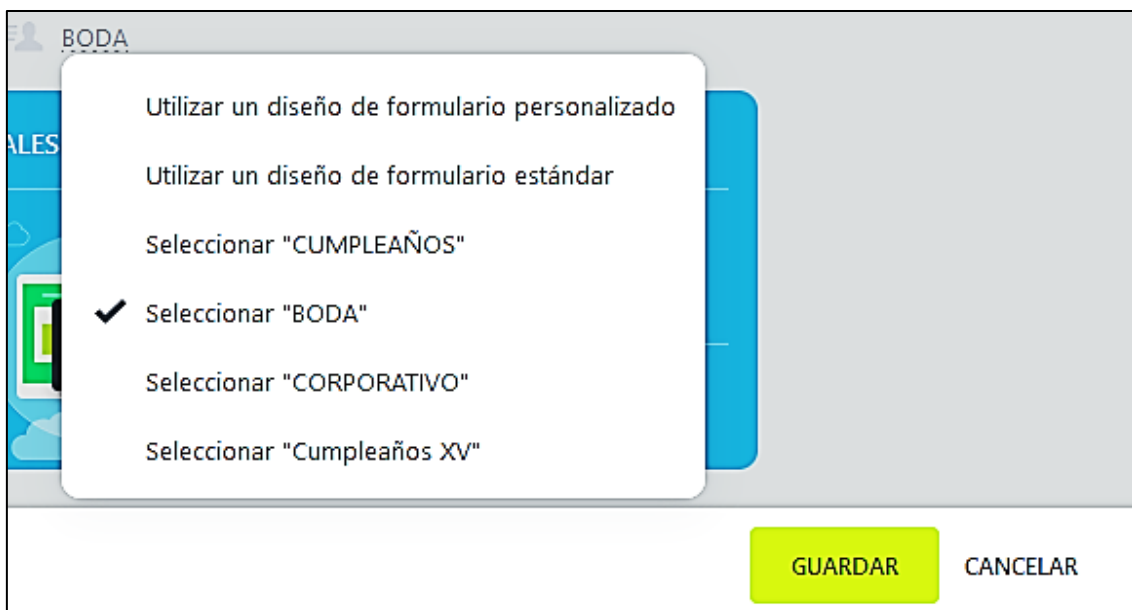 BODA
Utilizar un diseño de formulario personalizado
ALES
Utilizar un diseño de formulario estándar
Seleccionar "CUMPLEAÑOS"
Seleccionar "BODA"
Seleccionar "CORPORATIVO"
Seleccionar "Cumpleaños XV"
GUARDAR CANCELAR